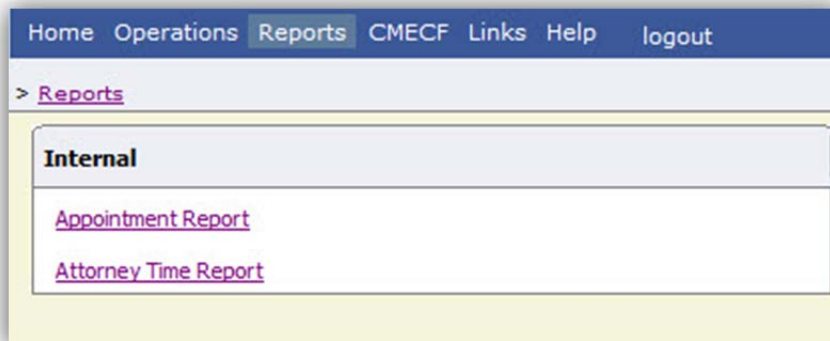 Home Operations Reports CMECF Links Help logout
> Reports
Internal
Appointment Report
Attorney Time Report